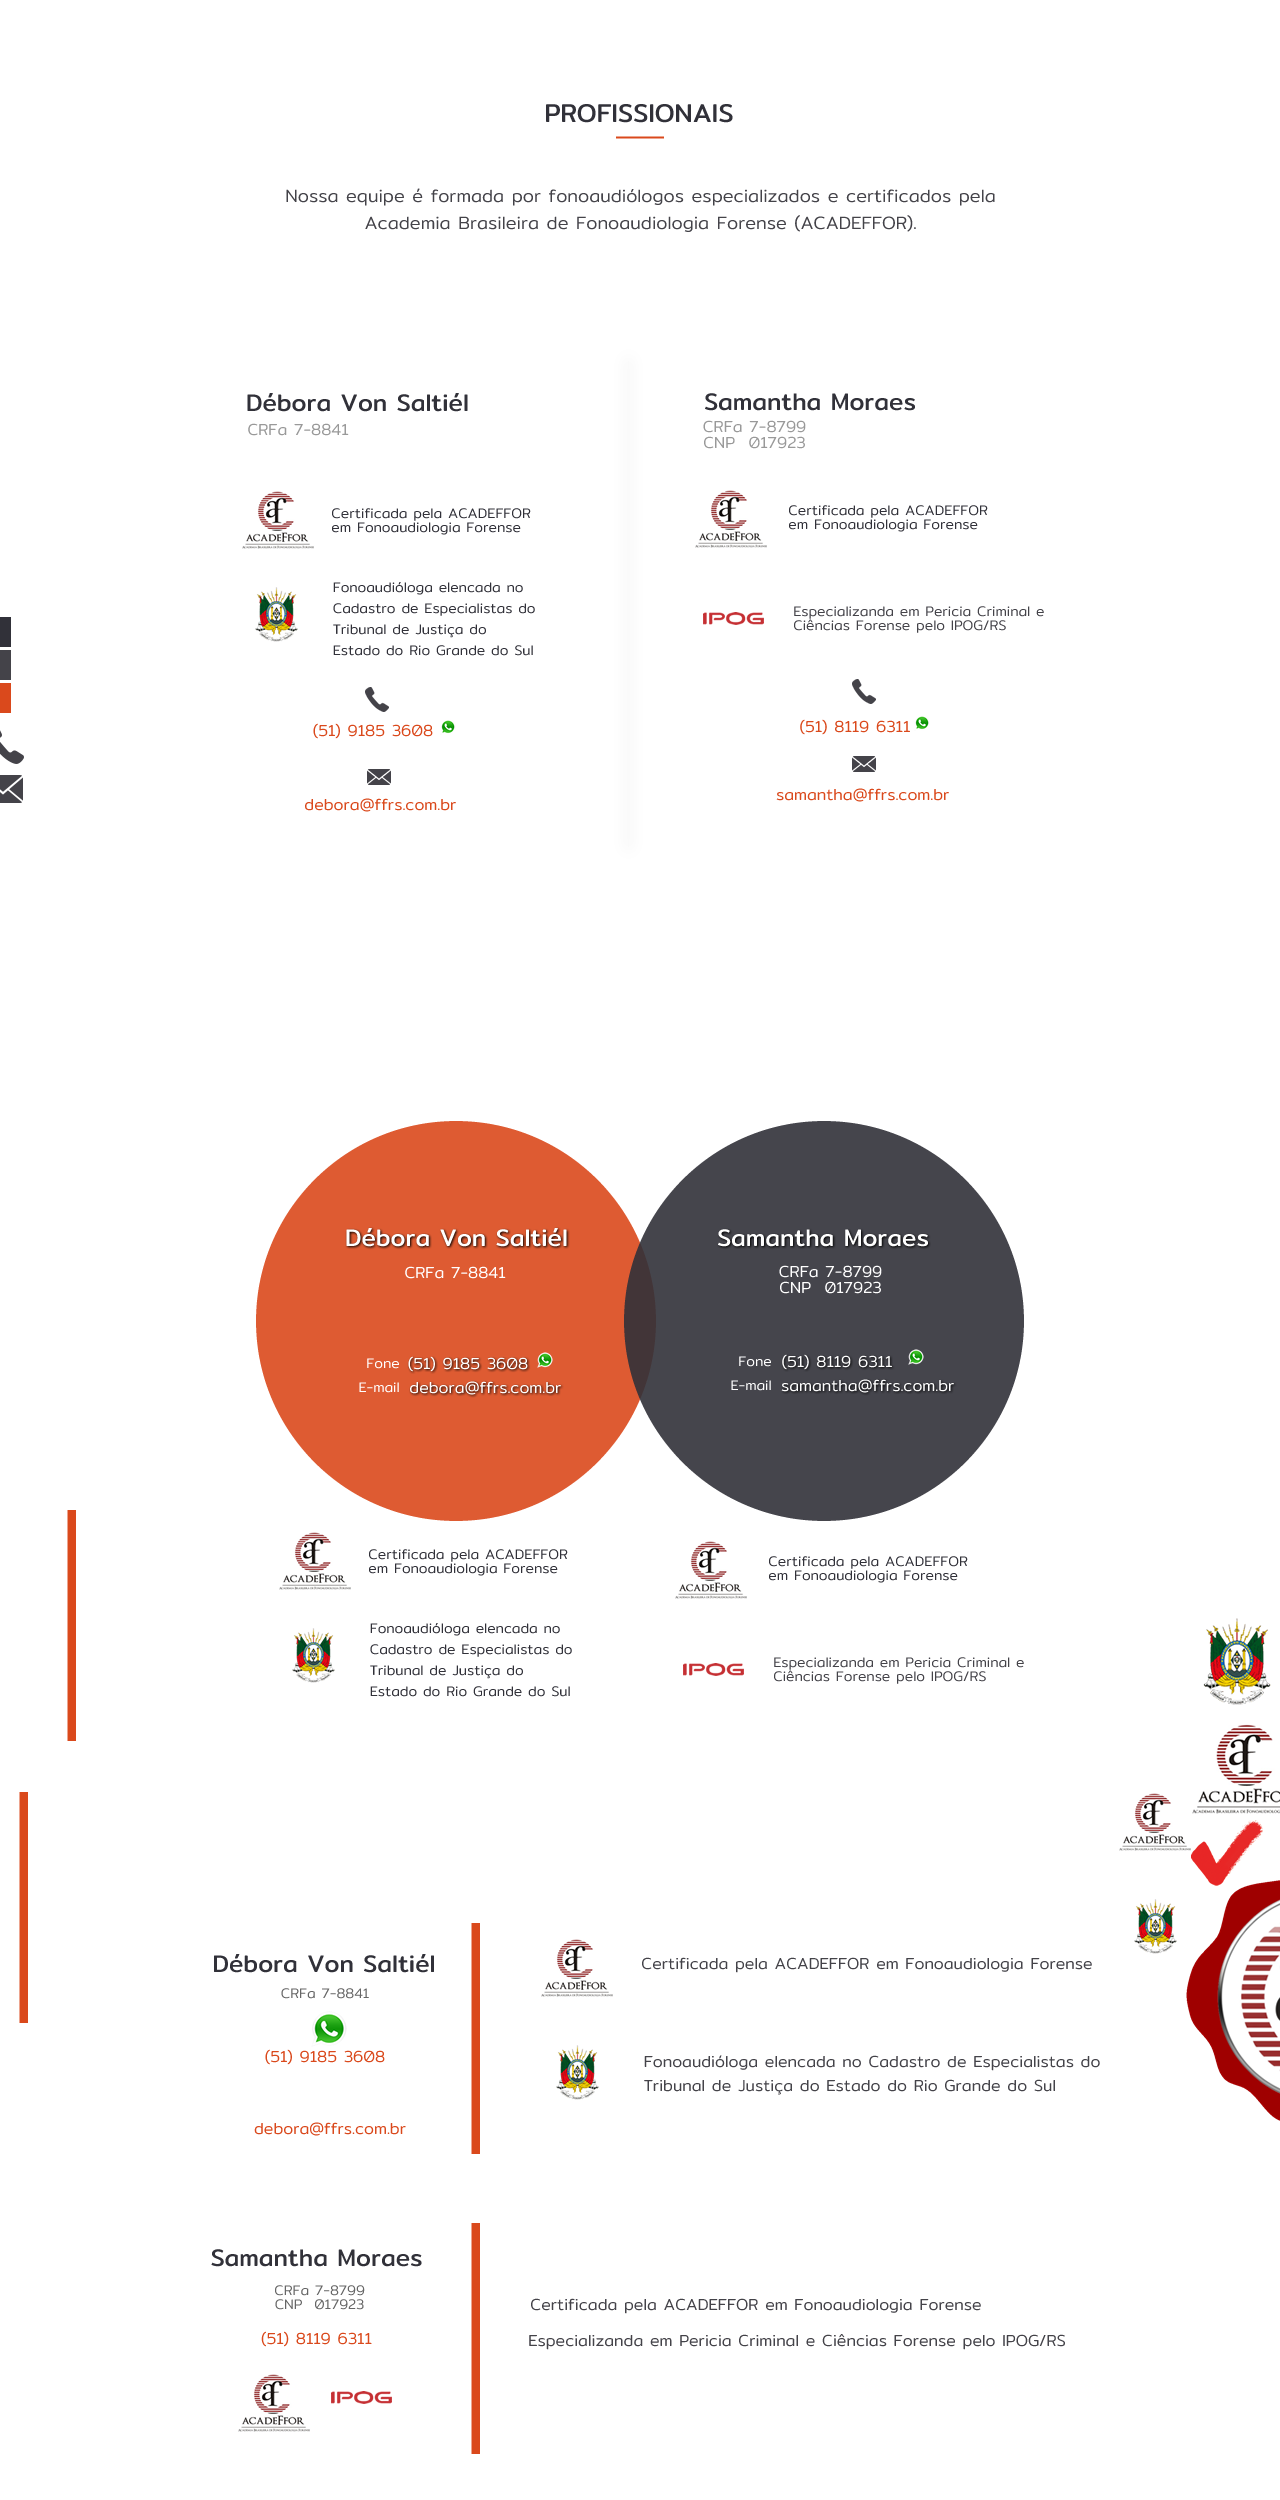 PROFISSIONAIS
Nossa equipe é formada por fonoaudiólogos especializados e certificados pela
Academia Brasileira de Fonoaudiologia Forense (ACADEFFOR).
Débora Von Saltiél
CRFa 7-8841
ACADEFFOR
Certificada pela ACADEFFOR
em Fonoaudiologia Forense
Fonoaudióloga elencada no
Cadastro de Especialistas do
Tribunal de Justiça do
Estado do Rio Grande do Sul
(51) 9185 3608
debora@ffrs.com.br
Samantha Moraes
CRFa 7-8799
CNP 017923
ACADEFFOR
Certificada pela ACADEFFOR
em Fonoaudiologia Forense
IPOG
Especializanda em Pericia Criminal e
Ciências Forense pelo IPOG/RS
(51) 8119 6311
samantha@ffrs.com.br
Débora Von Saltiél
CRFa 7-8841
Fone (51) 9185 3608
E-mail debora@ffrs.com.br
Samantha Moraes
CRFa 7-8799
CNP 017923
Fone (51) 8119 6311
E-mail samantha@ffrs.com.br
ACADEFFOR
Certificada pela ACADEFFOR
em Fonoaudiologia Forense
Fonoaudióloga elencada no
Cadastro de Especialistas do
Tribunal de Justiça do
Estado do Rio Grande do Sul
ACADEFFOR
Certificada pela ACADEFFOR
em Fonoaudiologia Forense
IPOG
Especializanda em Pericia Criminal e
Ciências Forense pelo IPOG/RS
ACADEFFO
ACADEFFOR
Débora Von Saltiél
CRFa 7-8841
(51) 9185 3608
debora@ffrs.com.br
ACADEFFOR
Certificada pela ACADEFFOR em Fonoaudiologia Forense
Fonoaudióloga elencada no Cadastro de Especialistas do
Tribunal de Justiça do Estado do Rio Grande do Sul
Samantha Moraes
CRFa 7-8799
CNP 017923
(51) 8119 6311
ACADEFFOR
IPOG
Certificada pela ACADEFFOR em Fonoaudiologia Forense
Especializanda em Pericia Criminal e Ciências Forense pelo IPOG/RS